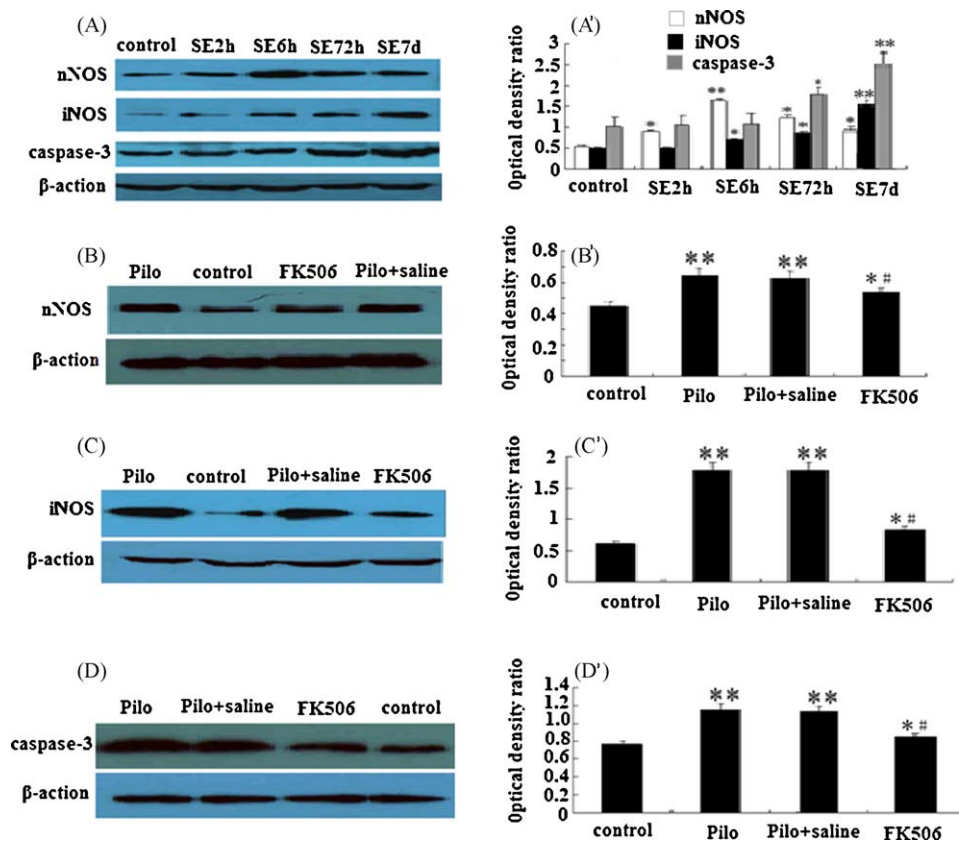 (A)
control SE2h SE6h SE72h SE7d
nNOS
iNOS
caspase-3
β-action
(A')
nNOS
iNOS
caspase-3
Optical density ratio
3
2.5
2
1.5
1
0.5
0
* ** * * * * * * ** **
control SE2h SE6h SE72h SE7d
(B)
Pilo control FK506 Pilo+saline
nNOS
β-action
(B')
Optical density ratio
0.8
0.6
0.4
0.2
0
** ** * #
control Pilo Pilo+saline FK506
(C)
Pilo control Pilo+saline FK506
iNOS
β-action
(C')
Optical density ratio
2
1.5
1
0.5
0
** ** * #
control Pilo Pilo+saline FK506
(D)
Pilo Pilo+saline FK506 control
caspase-3
β-action
(D')
Optical density ratio
1.4
1.2
1.0
0.8
0.6
0.4
0.2
0
** ** * #
control Pilo Pilo+saline FK506